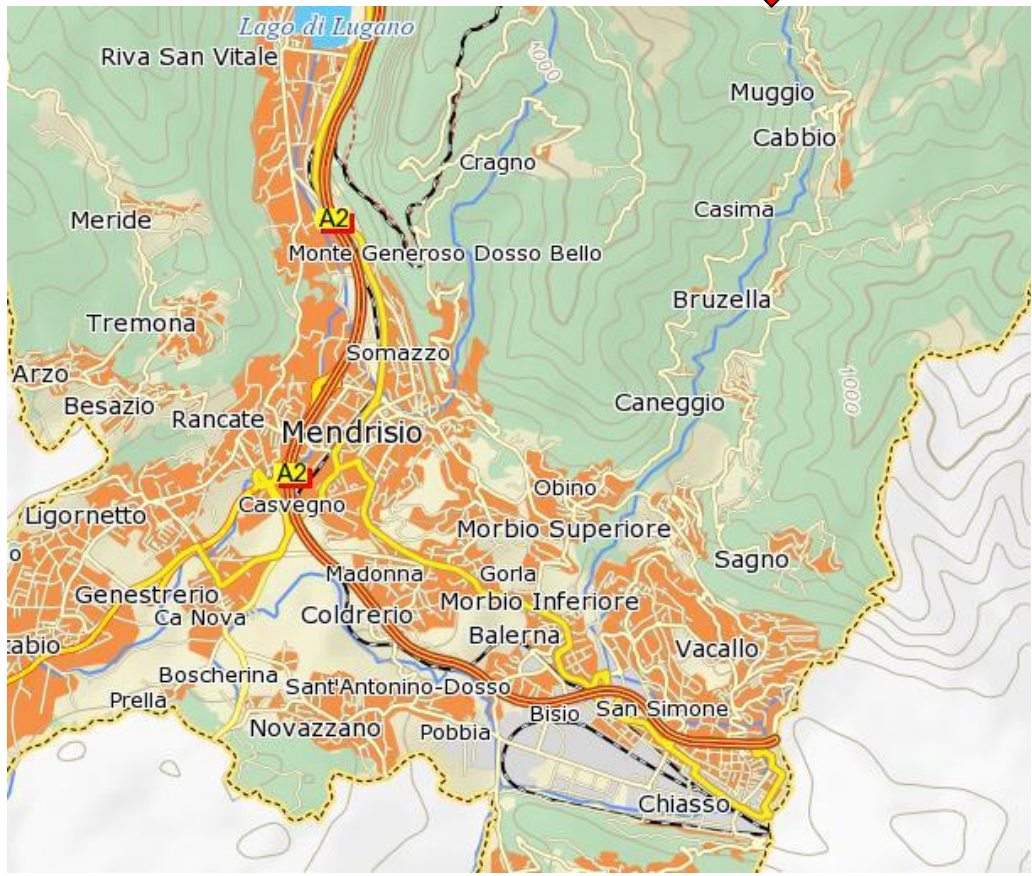 Lago di Lugano
Riva San Vitale
1000
Muggio
Cabbio
Cragno
Casima
Meride
A2
Monte Generoso Dosso Bello
Bruzella
Tremona
Somazzo
Arzo
1000
Besazio
Caneggio
Rancate
Mendrisio
A2
Obino
Casvegno
Ligornetto
Morbio Superiore
o
Sagno
Madonna
Gorla
Genestrerio
Morbio Inferiore
Ca Nova
Coldrerio
Balerna
tabio
Vacallo
Boscherina
Sant'Antonino-Dosso
Prella
Bisio
San Simone
Novazzano
Pobbia
Chiasso